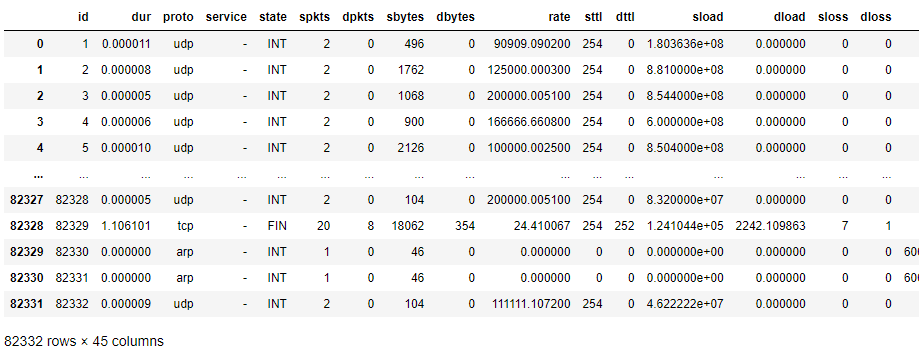 id dur proto service state spkts dpkts sbytes dbytes rate sttl dttl sload dload sloss dloss
0 1 0.000011 udp - INT 2 0 496 0 90909.090200 254 0 1.803636e+08 0.000000 0 0
1 2 0.000008 udp - INT 2 0 1762 0 125000.000300 254 0 8.810000e+08 0.000000 0 0
2 3 0.000005 udp - INT 2 0 1068 0 200000.005100 254 0 8.544000e+08 0.000000 0 0
3 4 0.000006 udp - INT 2 0 900 0 166666.660800 254 0 6.000000e+08 0.000000 0 0
4 5 0.000010 udp - INT 2 0 2126 0 100000.002500 254 0 8.504000e+08 0.000000 0 0
... ... ... ... ... ... ... ... ... ... ... ... ... ... ... ... ...
82327 82328 0.000005 udp - INT 2 0 104 0 200000.005100 254 0 8.320000e+07 0.000000 0 0
82328 82329 1.106101 tcp - FIN 20 8 18062 354 24.410067 254 252 1.241044e+05 2242.109863 7 1
82329 82330 0.000000 arp - INT 1 0 46 0 0.000000 0 0 0.000000e+00 0.000000 0 0
82330 82331 0.000000 arp - INT 1 0 46 0 0.000000 0 0 0.000000e+00 0.000000 0 0
82331 82332 0.000009 udp - INT 2 0 104 0 111111.107200 254 0 4.622222e+07 0.000000 0 0
82332 rows × 45 columns